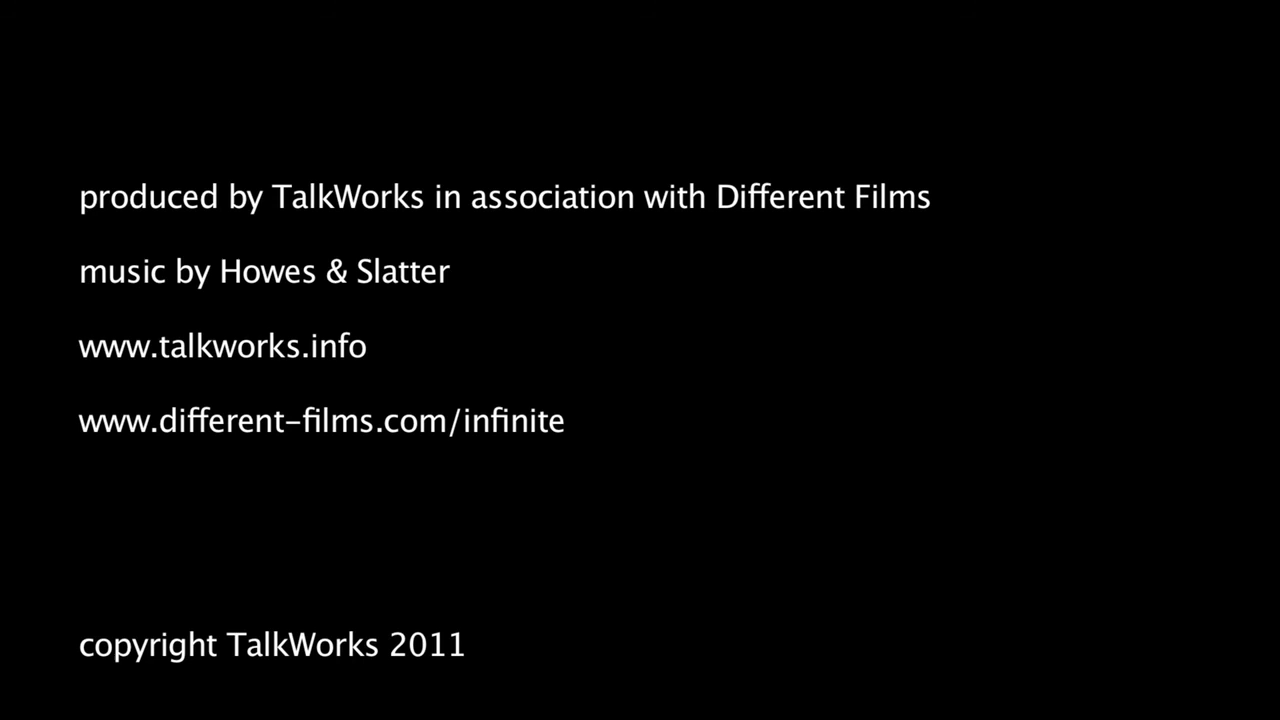 produced by TalkWorks in association with Different Films
music by Howes & Slatter
www.talkworks.info
www.different-films.com/infinite
copyright TalkWorks 2011